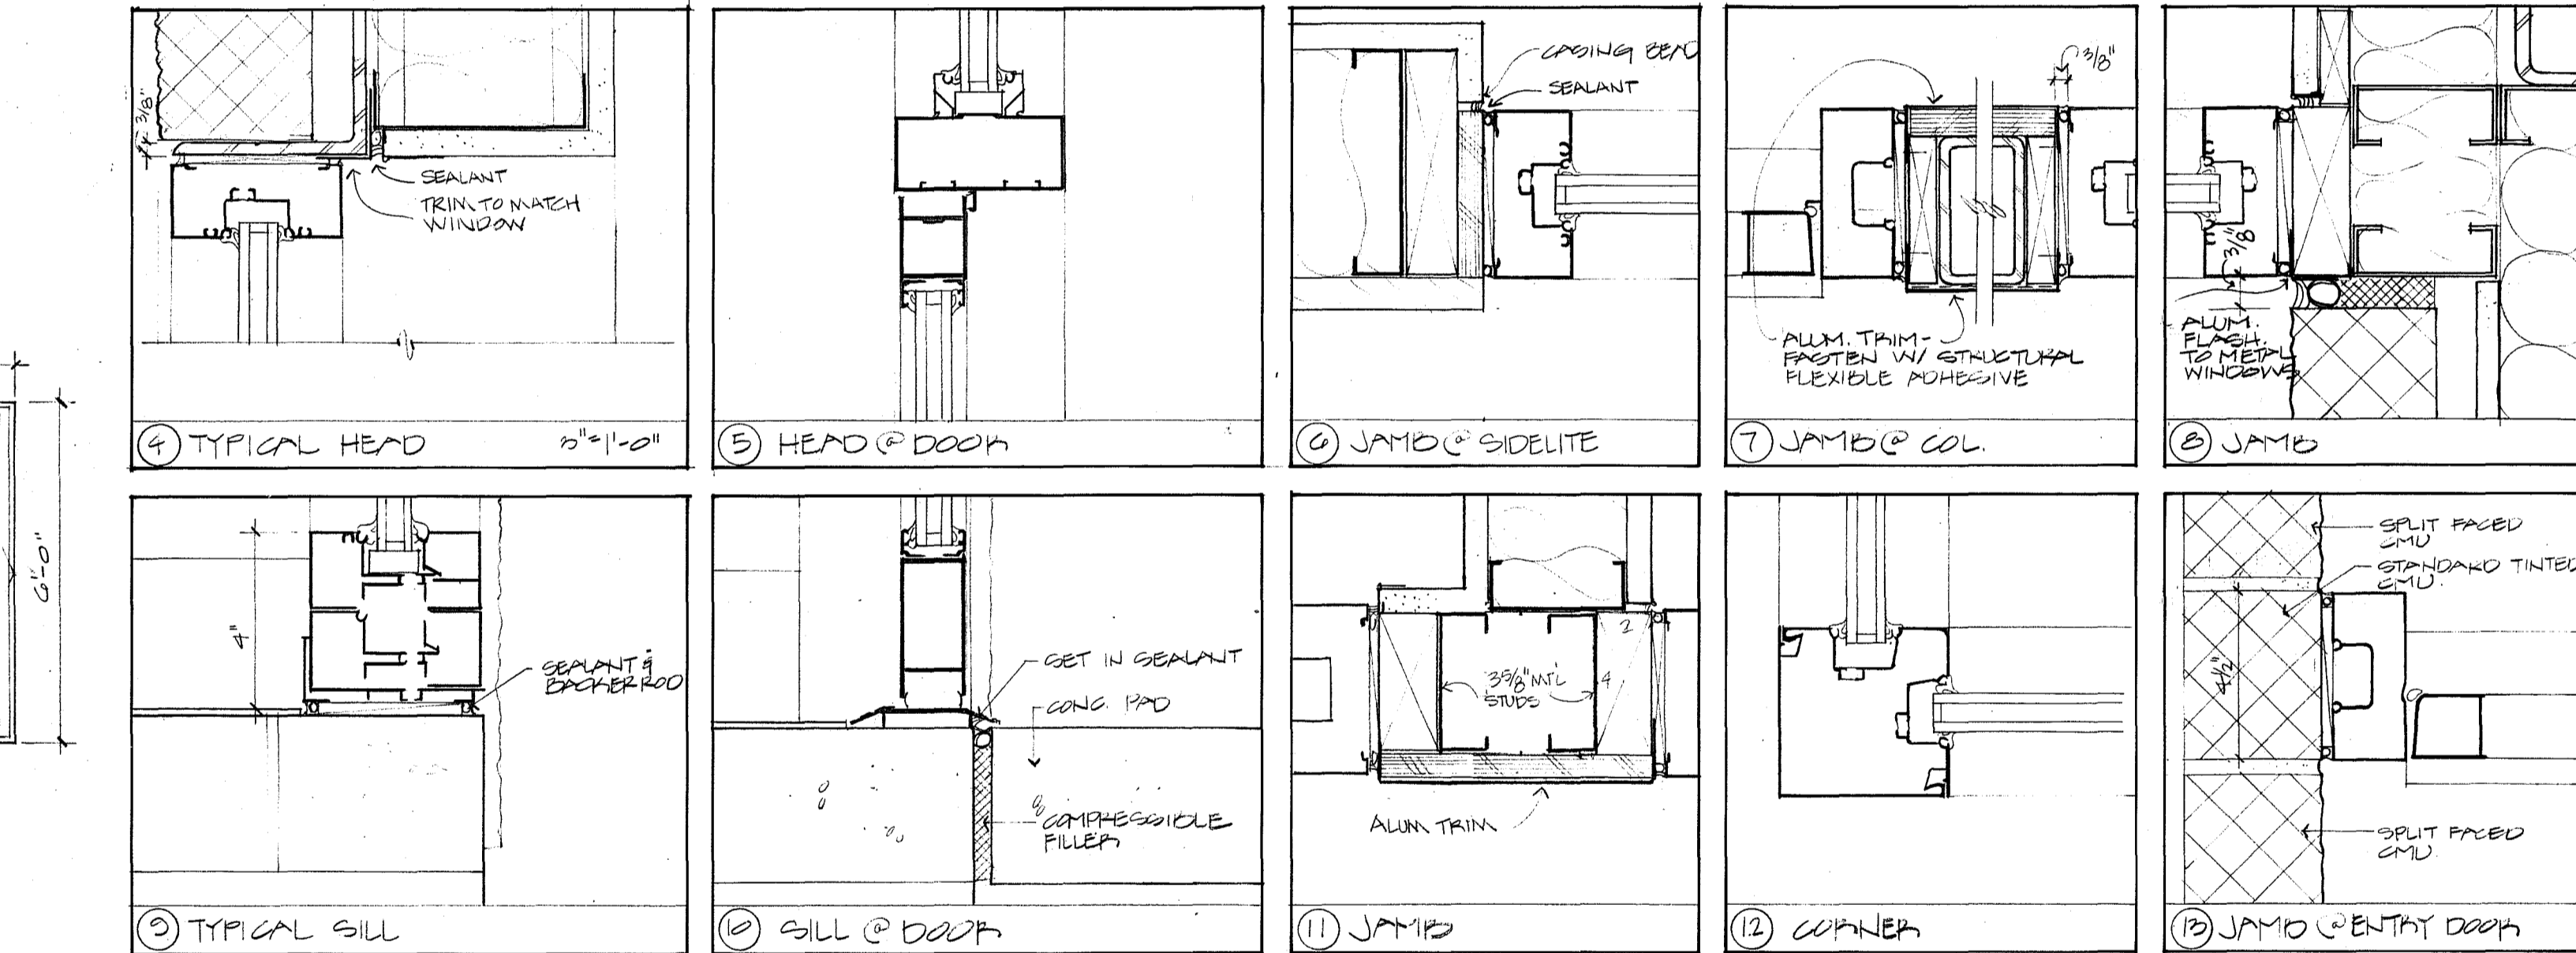 6'-0"
3/8"
SEALANT
TRIM TO MATCH
WINDOW
4 TYPICAL HEAD 3"=1'-0"
5 HEAD @ DOOR
CASING BEAD
SEALANT
6 JAMB @ SIDELITE
3/8"
ALUM. TRIM-
FASTEN W/ STRUCTURAL
FLEXIBLE ADHESIVE
7 JAMB @ COL.
3/8"
ALUM.
FLASH.
TO METAL
WINDOWS
8 JAMB
4"
SEALANT &
BACKER ROD
9 TYPICAL SILL
SET IN SEALANT
CONC. PAD
COMPRESSIBLE
FILLER
10 SILL @ DOOR
2
3 5/8" MTL
STUDS
4
ALUM TRIM
11 JAMB
12 CORNER
SPLIT FACED
CMU
STANDARD TINTED
CMU.
4 1/2"
SPLIT FACED
CMU.
13 JAMB @ ENTRY DOOR